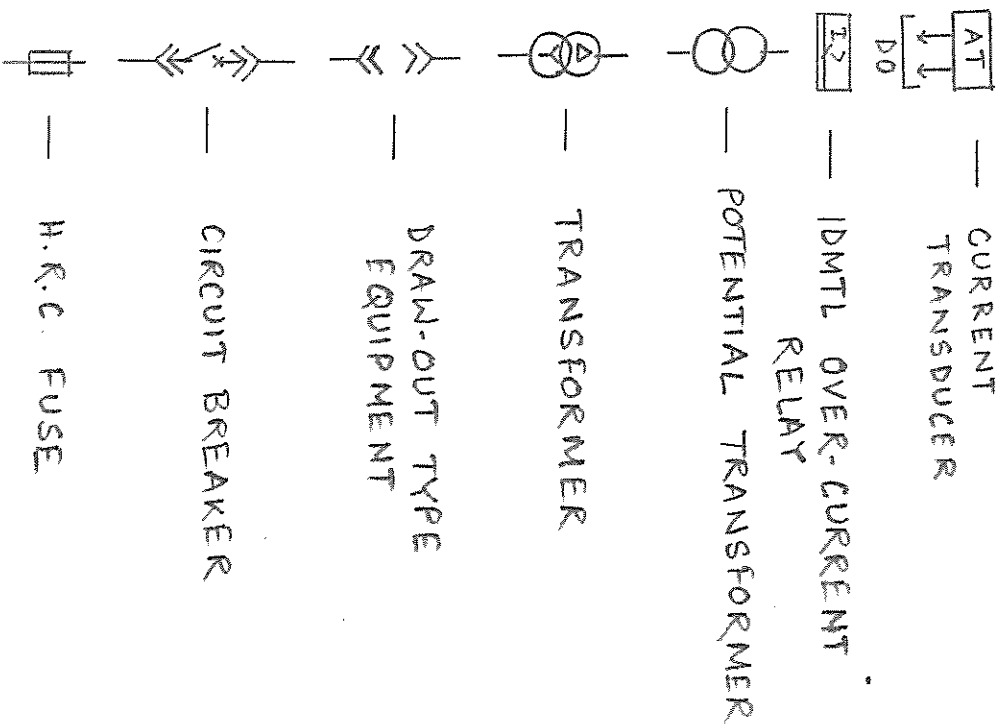 AT
DO
CURRENT
TRANSDUCER
I>
IDMTL OVER-CURRENT
RELAY
POTENTIAL TRANSFORMER
TRANSFORMER
DRAW-OUT TYPE
EQUIPMENT
CIRCUIT BREAKER
H.R.C. FUSE